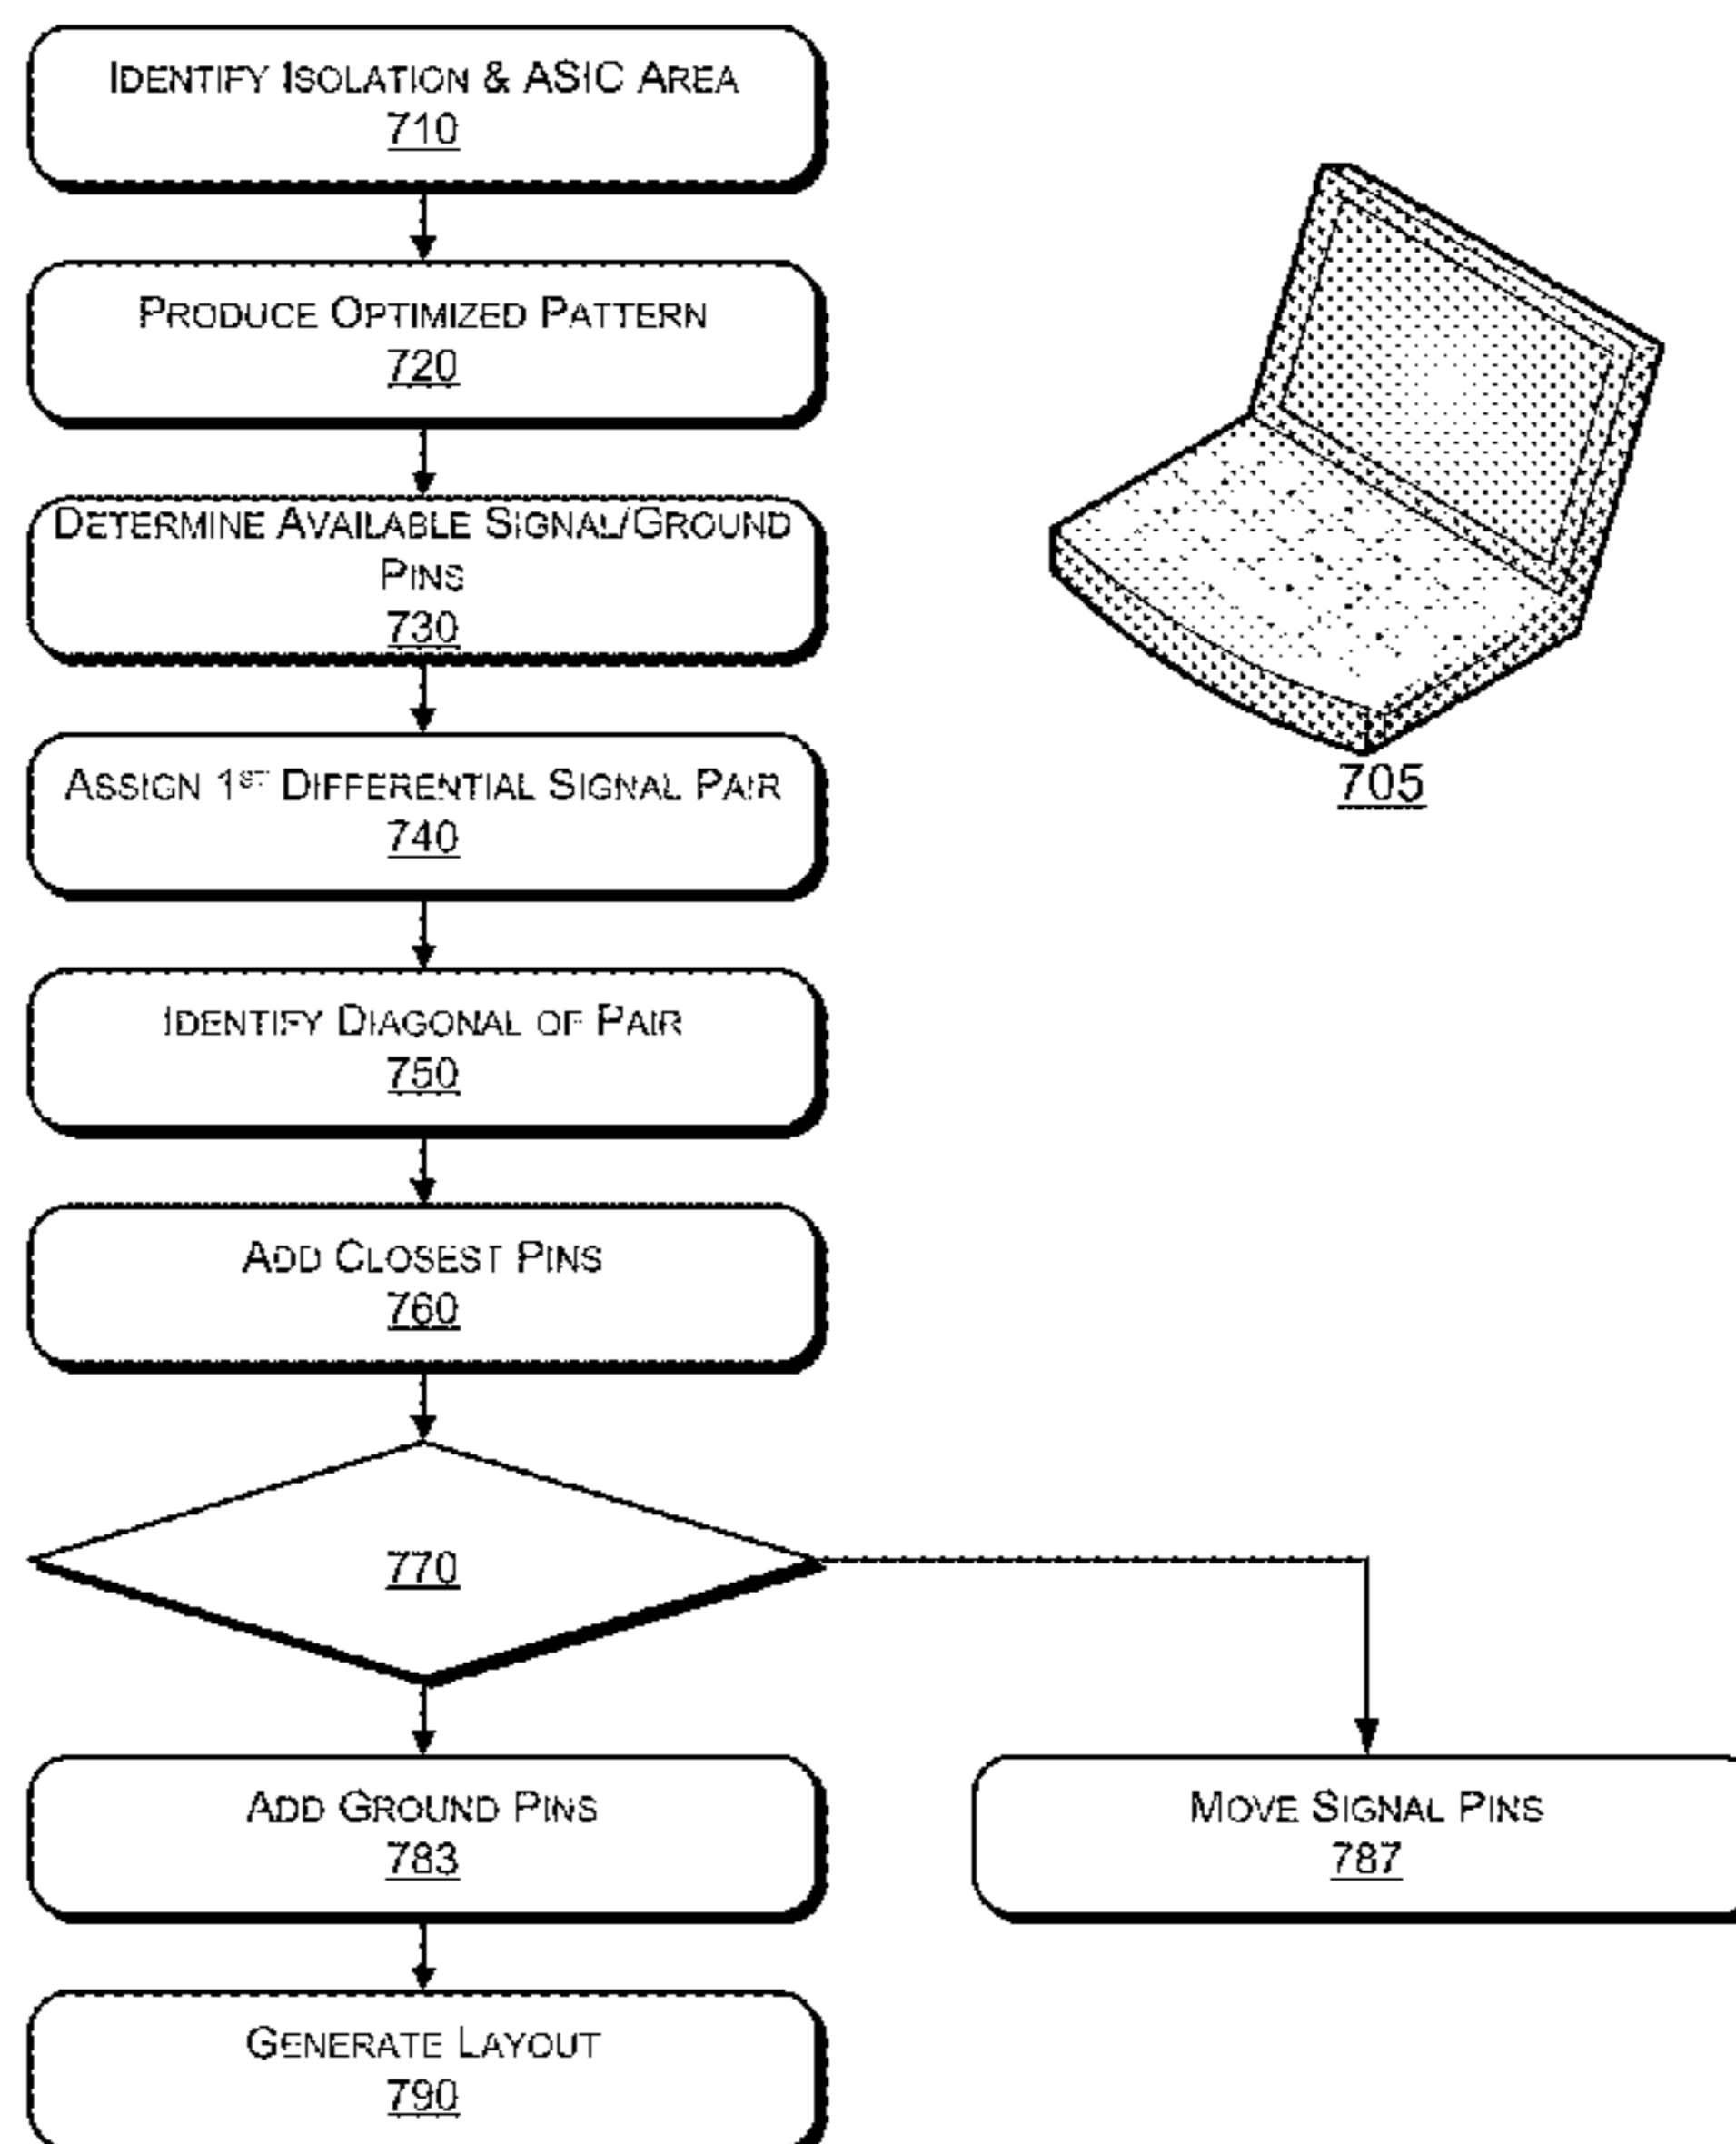 IDENTIFY ISOLATION & ASIC AREA
710
PRODUCE OPTIMIZED PATTERN
720
DETERMINE AVAILABLE SIGNAL/GROUND
PINS
730
ASSIGN 1ST DIFFERENTIAL SIGNAL PAIR
740
IDENTIFY DIAGONAL OF PAIR
750
ADD CLOSEST PINS
760
770
ADD GROUND PINS
783
GENERATE LAYOUT
790
705
MOVE SIGNAL PINS
787